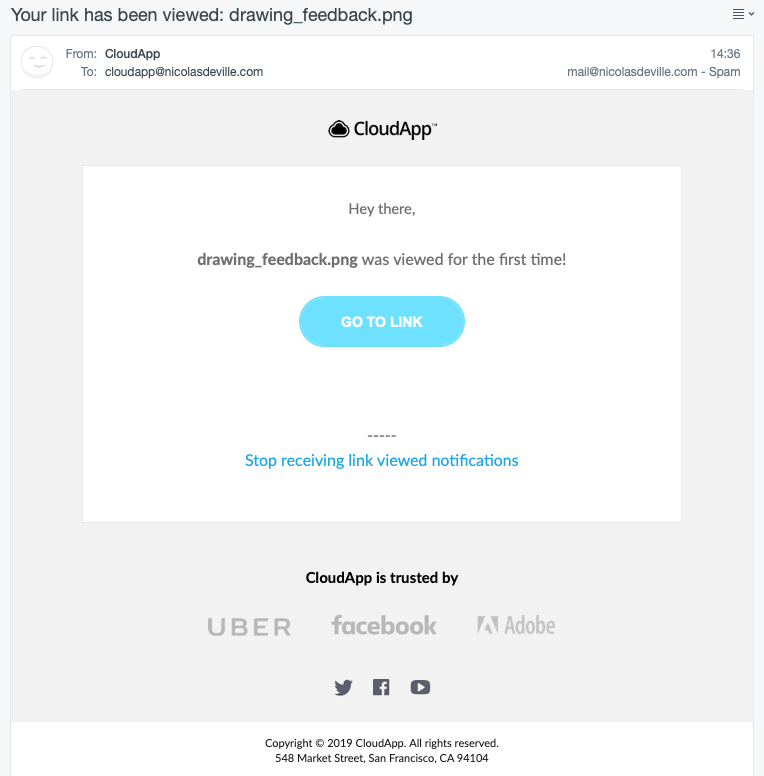 Your link has been viewed: drawing_feedback.png
From: CloudApp 14:36
To: cloudapp@nicolasdeville.com mail@nicolasdeville.com - Spam
CloudApp™
Hey there,
drawing_feedback.png was viewed for the first time!
GO TO LINK
-----
Stop receiving link viewed notifications
CloudApp is trusted by
UBER facebook Adobe
Copyright © 2019 CloudApp. All rights reserved.
548 Market Street, San Francisco, CA 94104